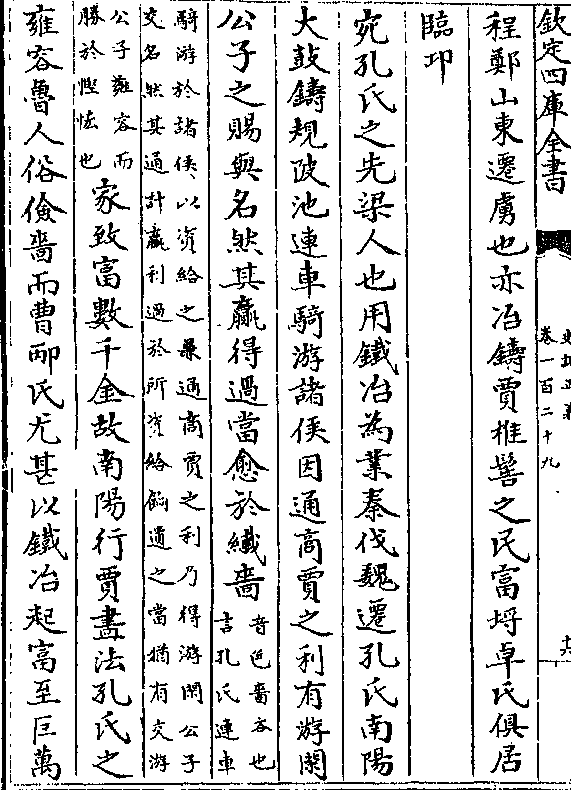 欽定四庫全書
史記正義
卷一百二十九
十六
程鄭山東遷虜也亦冶鑄賈椎髻之民富埒卓氏俱居
臨邛
宛孔氏之先梁人也用鐵冶為業秦伐魏遷孔氏南陽
大鼓鑄規陂池連車騎游諸侯因通商賈之利有游閑
公子之賜與名然其贏得過當愈於纖嗇
音色嗇吝也
言孔氏連車
騎游於諸侯以資給之兼通商賈之利乃得游閑公子
交名然其通計贏利過於所資給餉遺之當猶有交游
公子雍容而
勝於慳恡也
家致富數千金故南陽行賈盡法孔氏之
雍容魯人俗儉嗇而曹邴氏尤甚以鐵冶起富至巨萬